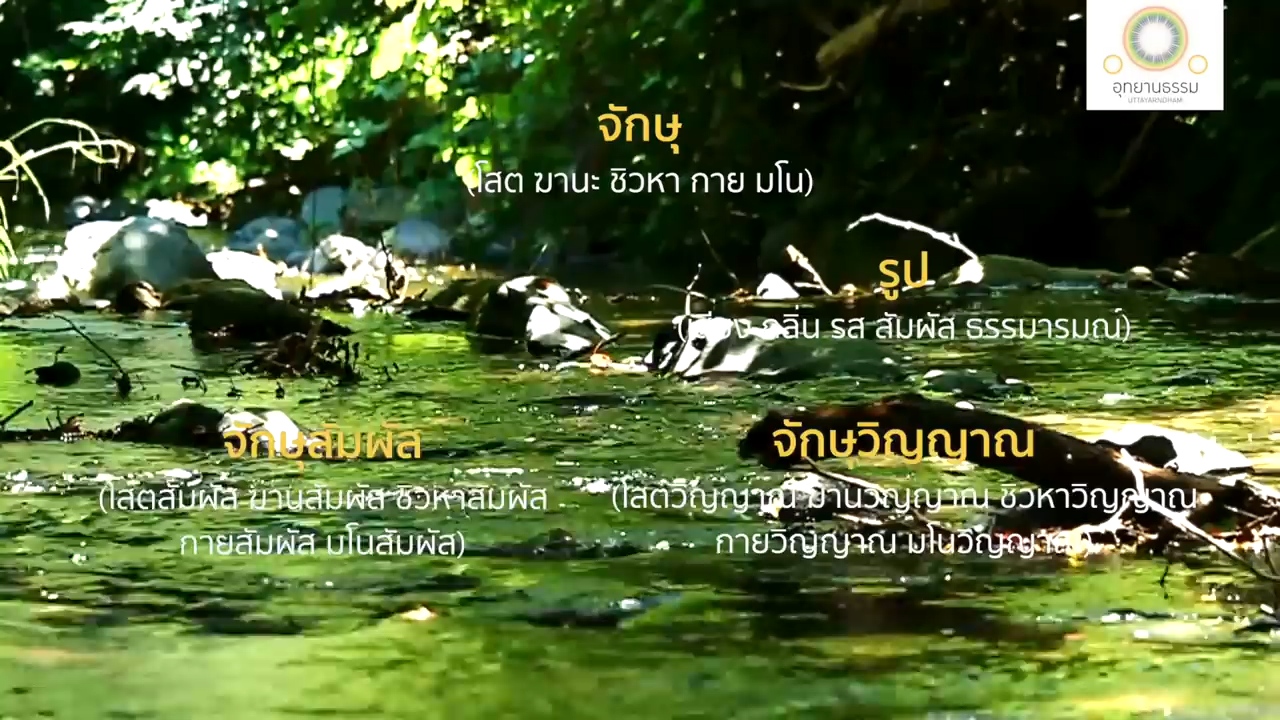 อุทยานธรรม
UTTAYARNDHAM
จักษุ
(โสต ฆานะ ชิวหา กาย มโน)
รูป
(เสียง กลิ่น รส สัมผัส ธรรมารมณ์)
จักษุสัมผัส
(โสตสัมผัส ฆานสัมผัส ชิวหาสัมผัส
กายสัมผัส มโนสัมผัส)
จักษวิญญาณ
(โสตวิญญาณ ฆานวิญญาณ ชิวหาวิญญาณ
กายวิญญาณ มโนวิญญาณ)